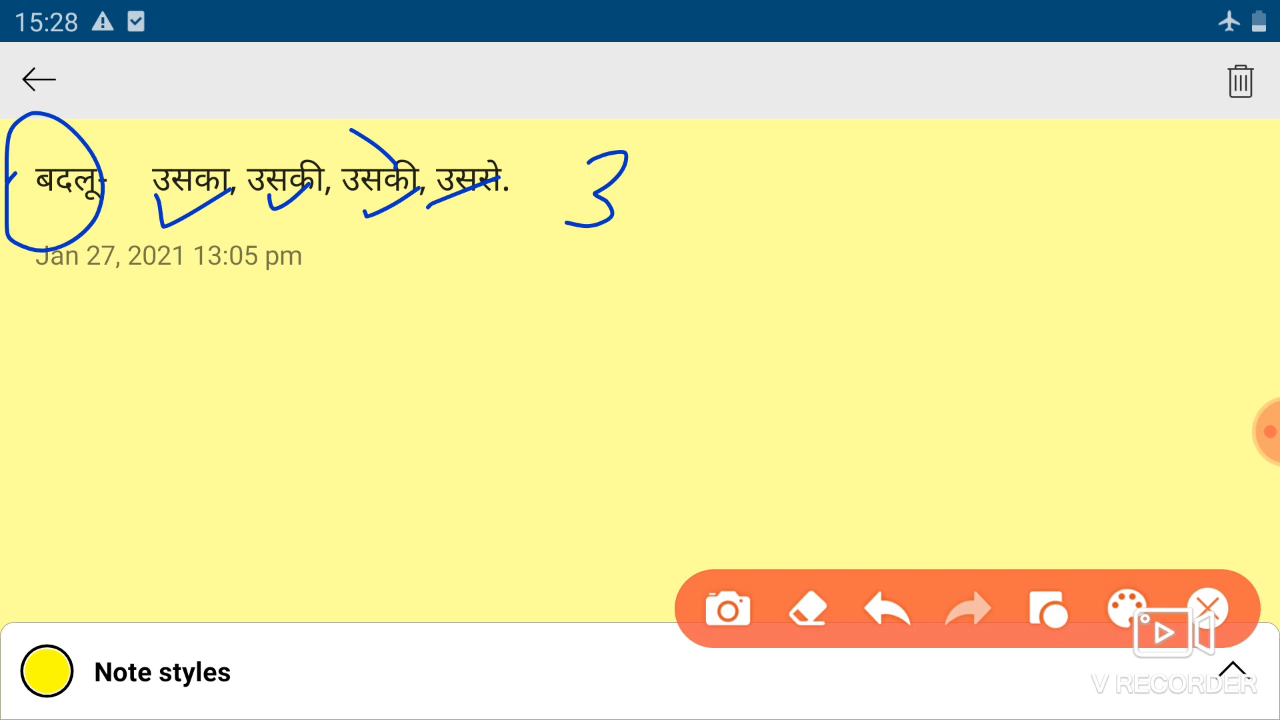 15:28
बदलू- उसका, उसकी, उसकी, उससे. 3
Jan 27, 2021 13:05 pm
Note styles
V RECORDER